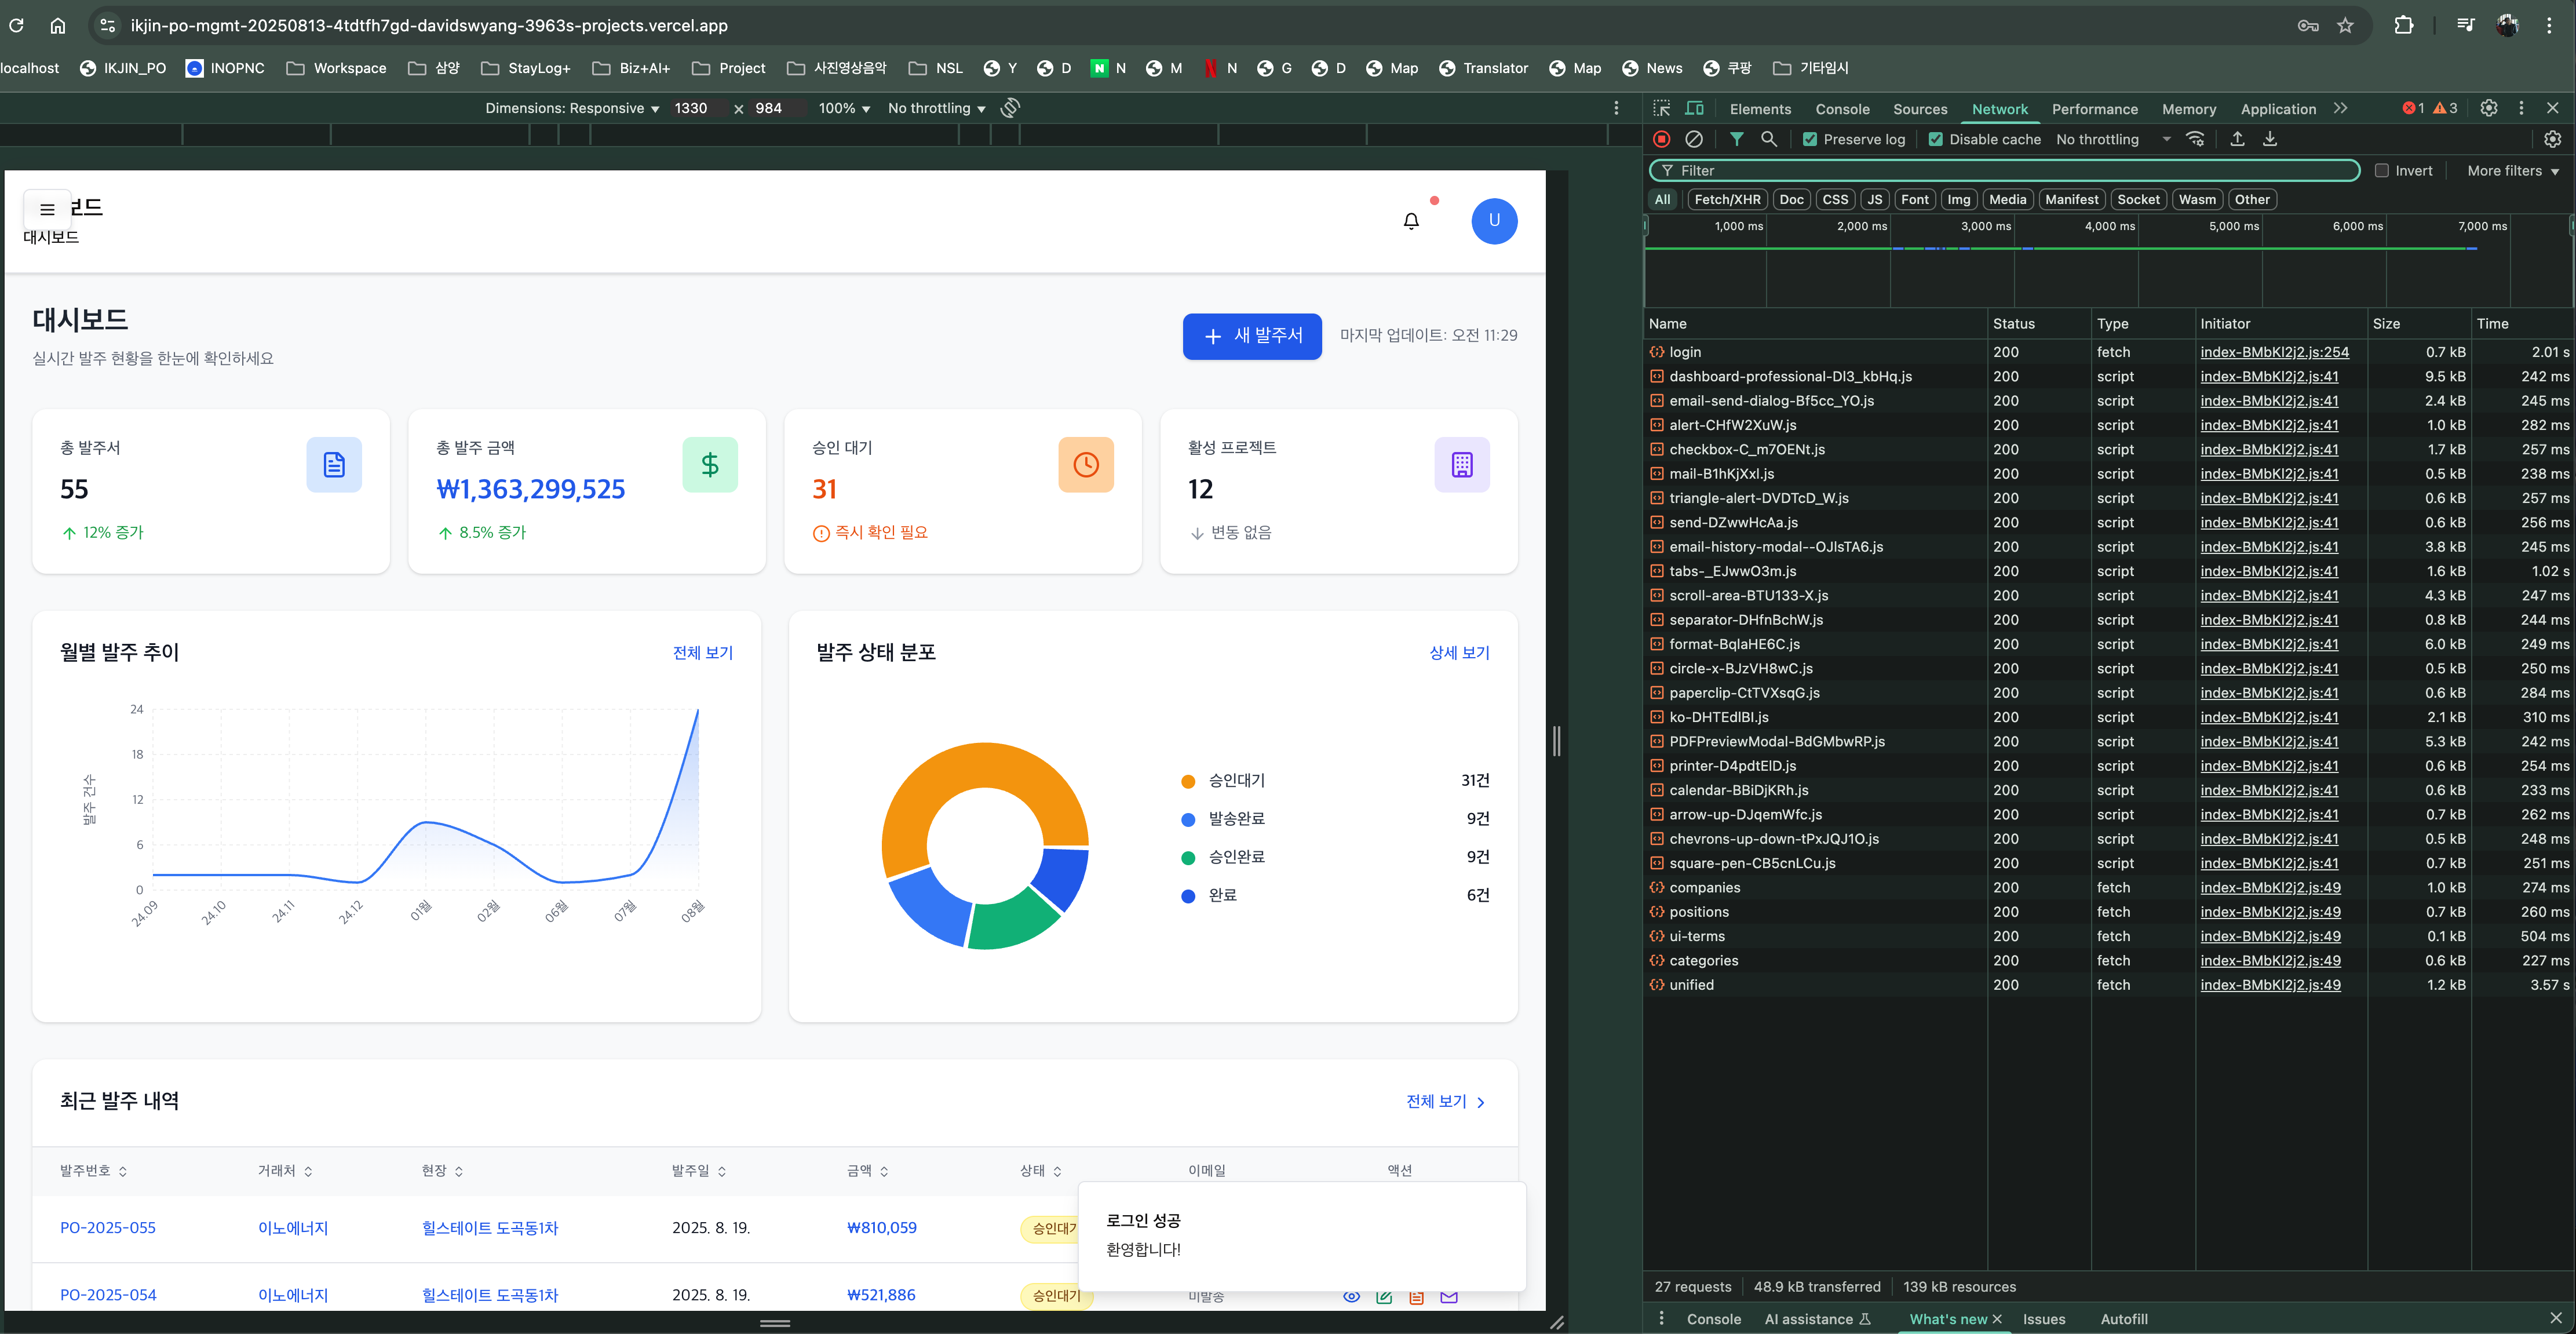 ikjin-po-mgmt-20250813-4tdtfh7gd-davidswyang-3963s-projects.vercel.app
localhost IKJIN_PO INOPNC Workspace 삼양 StayLog+ Biz+AI+ Project 사진영상음악 NSL Y D N N M N G D Map Translator Map News 쿠팡 기타임시
Dimensions: Responsive 1330 × 984 100% No throttling
보드
대시보드
U
대시보드
실시간 발주 현황을 한눈에 확인하세요
+ 새 발주서
마지막 업데이트: 오전 11:29
총 발주서
55
↑ 12% 증가
총 발주 금액
₩1,363,299,525
$
↑ 8.5% 증가
승인 대기
31
즉시 확인 필요
활성 프로젝트
12
↓ 변동 없음
월별 발주 추이 전체 보기
발주 건수
24
18
12
6
0
24.09 24.10 24.11 24.12 01월 02월 06월 07월 08월
발주 상태 분포 상세 보기
승인대기 31건
발송완료 9건
승인완료 9건
완료 6건
최근 발주 내역 전체 보기 >
발주번호 거래처 현장 발주일 금액 상태 이메일 액션
PO-2025-055 이노에너지 힐스테이트 도곡동1차 2025. 8. 19. ₩810,059 승인대기
PO-2025-054 이노에너지 힐스테이트 도곡동1차 2025. 8. 19. ₩521,886 승인대기 미발송
로그인 성공
환영합니다!
Elements Console Sources Network Performance Memory Application 1 3
Preserve log Disable cache No throttling
Filter Invert More filters
All Fetch/XHR Doc CSS JS Font Img Media Manifest Socket Wasm Other
1,000 ms 2,000 ms 3,000 ms 4,000 ms 5,000 ms 6,000 ms 7,000 ms
Name Status Type Initiator Size Time
login 200 fetch index-BMbKl2j2.js:254 0.7 kB 2.01 s
dashboard-professional-Dl3_kbHq.js 200 script index-BMbKl2j2.js:41 9.5 kB 242 ms
email-send-dialog-Bf5cc_YO.js 200 script index-BMbKl2j2.js:41 2.4 kB 245 ms
alert-CHfW2XuW.js 200 script index-BMbKl2j2.js:41 1.0 kB 282 ms
checkbox-C_m7OENt.js 200 script index-BMbKl2j2.js:41 1.7 kB 257 ms
mail-B1hKjXxl.js 200 script index-BMbKl2j2.js:41 0.5 kB 238 ms
triangle-alert-DVDTcD_W.js 200 script index-BMbKl2j2.js:41 0.6 kB 257 ms
send-DZwwHcAa.js 200 script index-BMbKl2j2.js:41 0.6 kB 256 ms
email-history-modal--OJlsTA6.js 200 script index-BMbKl2j2.js:41 3.8 kB 245 ms
tabs-_EJwwO3m.js 200 script index-BMbKl2j2.js:41 1.6 kB 1.02 s
scroll-area-BTU133-X.js 200 script index-BMbKl2j2.js:41 4.3 kB 247 ms
separator-DHfnBchW.js 200 script index-BMbKl2j2.js:41 0.8 kB 244 ms
format-BqlaHE6C.js 200 script index-BMbKl2j2.js:41 6.0 kB 249 ms
circle-x-BJzVH8wC.js 200 script index-BMbKl2j2.js:41 0.5 kB 250 ms
paperclip-CtTVXsqG.js 200 script index-BMbKl2j2.js:41 0.6 kB 284 ms
ko-DHTEdlBI.js 200 script index-BMbKl2j2.js:41 2.1 kB 310 ms
PDFPreviewModal-BdGMbwRP.js 200 script index-BMbKl2j2.js:41 5.3 kB 242 ms
printer-D4pdtElD.js 200 script index-BMbKl2j2.js:41 0.6 kB 254 ms
calendar-BBiDjKRh.js 200 script index-BMbKl2j2.js:41 0.6 kB 233 ms
arrow-up-DJqemWfc.js 200 script index-BMbKl2j2.js:41 0.7 kB 262 ms
chevrons-up-down-tPxJQJ1O.js 200 script index-BMbKl2j2.js:41 0.5 kB 248 ms
square-pen-CB5cnLCu.js 200 script index-BMbKl2j2.js:41 0.7 kB 251 ms
companies 200 fetch index-BMbKl2j2.js:49 1.0 kB 274 ms
positions 200 fetch index-BMbKl2j2.js:49 0.7 kB 260 ms
ui-terms 200 fetch index-BMbKl2j2.js:49 0.1 kB 504 ms
categories 200 fetch index-BMbKl2j2.js:49 0.6 kB 227 ms
unified 200 fetch index-BMbKl2j2.js:49 1.2 kB 3.57 s
27 requests 48.9 kB transferred 139 kB resources
Console AI assistance What's new Issues Autofill